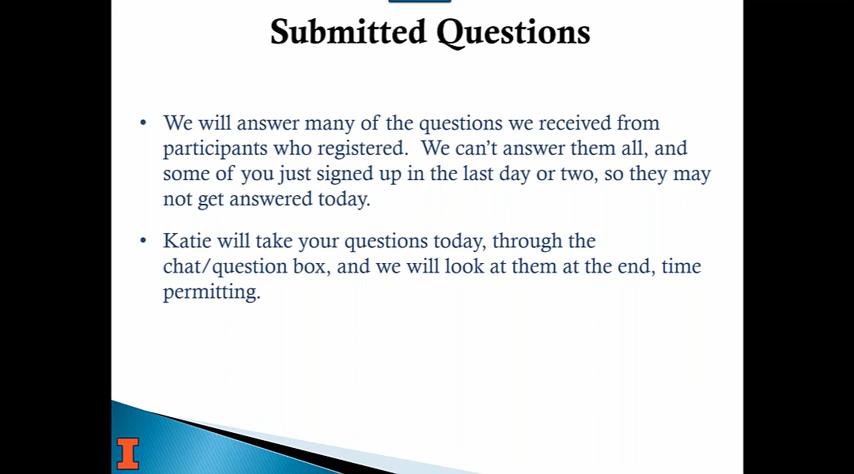 Submitted Questions
• We will answer many of the questions we received from
participants who registered.  We can't answer them all, and
some of you just signed up in the last day or two, so they may
not get answered today.
• Katie will take your questions today, through the
chat/question box, and we will look at them at the end, time
permitting.
I